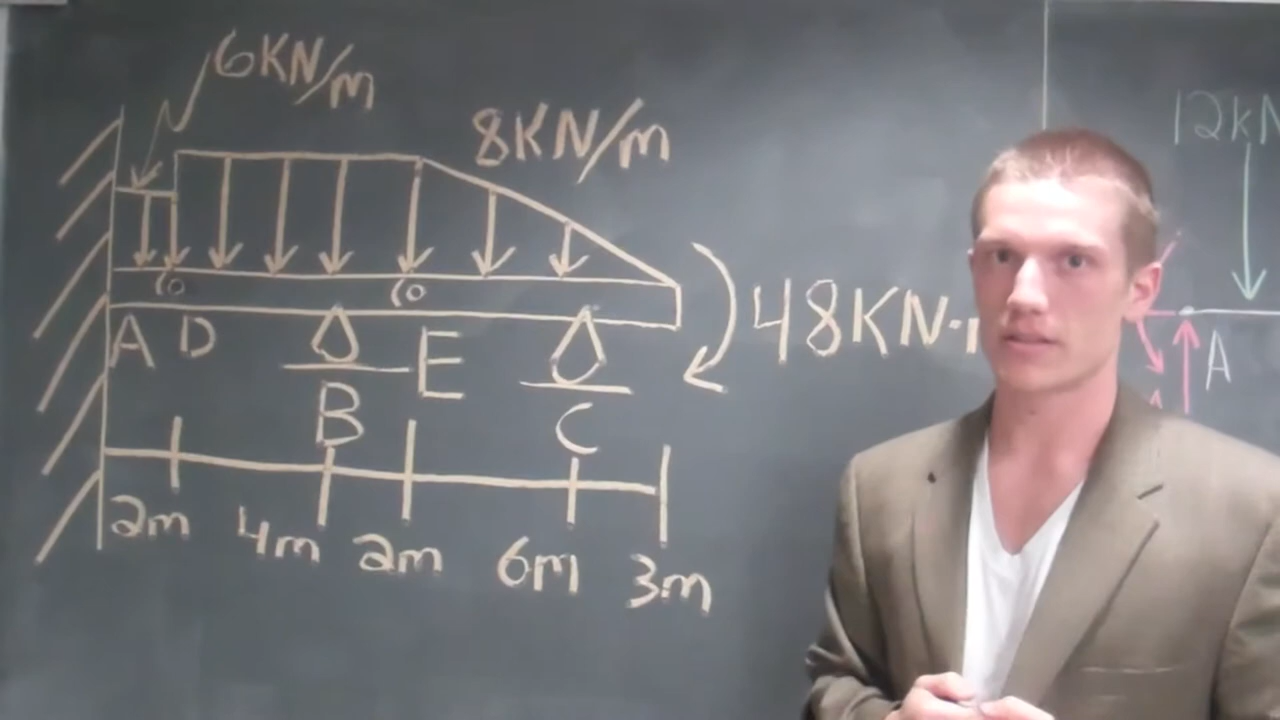 6KN/m
8KN/m
12KN
48KN·
A D B E C
A
2m 4m 2m 6m 3m